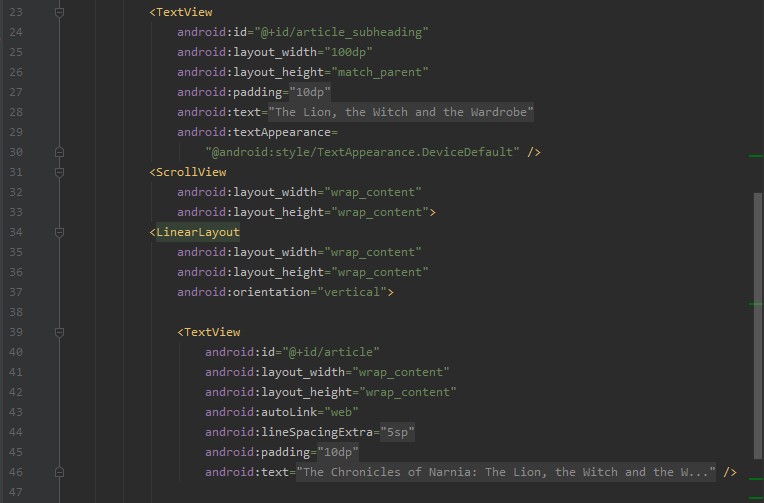 23 <TextView
24 android:id="@+id/article_subheading"
25 android:layout_width="100dp"
26 android:layout_height="match_parent"
27 android:padding="10dp"
28 android:text="The Lion, the Witch and the Wardrobe"
29 android:textAppearance=
30 "@android:style/TextAppearance.DeviceDefault" />
31 <ScrollView
32 android:layout_width="wrap_content"
33 android:layout_height="wrap_content">
34 <LinearLayout
35 android:layout_width="wrap_content"
36 android:layout_height="wrap_content"
37 android:orientation="vertical">
38
39 <TextView
40 android:id="@+id/article"
41 android:layout_width="wrap_content"
42 android:layout_height="wrap_content"
43 android:autoLink="web"
44 android:lineSpacingExtra="5sp"
45 android:padding="10dp"
46 android:text="The Chronicles of Narnia: The Lion, the Witch and the W..." />
47